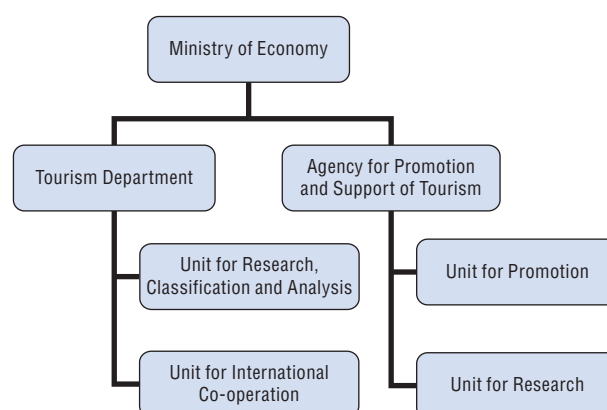 Ministry of Economy
Tourism Department
Agency for Promotion
and Support of Tourism
Unit for Research,
Classification and Analysis
Unit for Promotion
Unit for International
Co-operation
Unit for Research